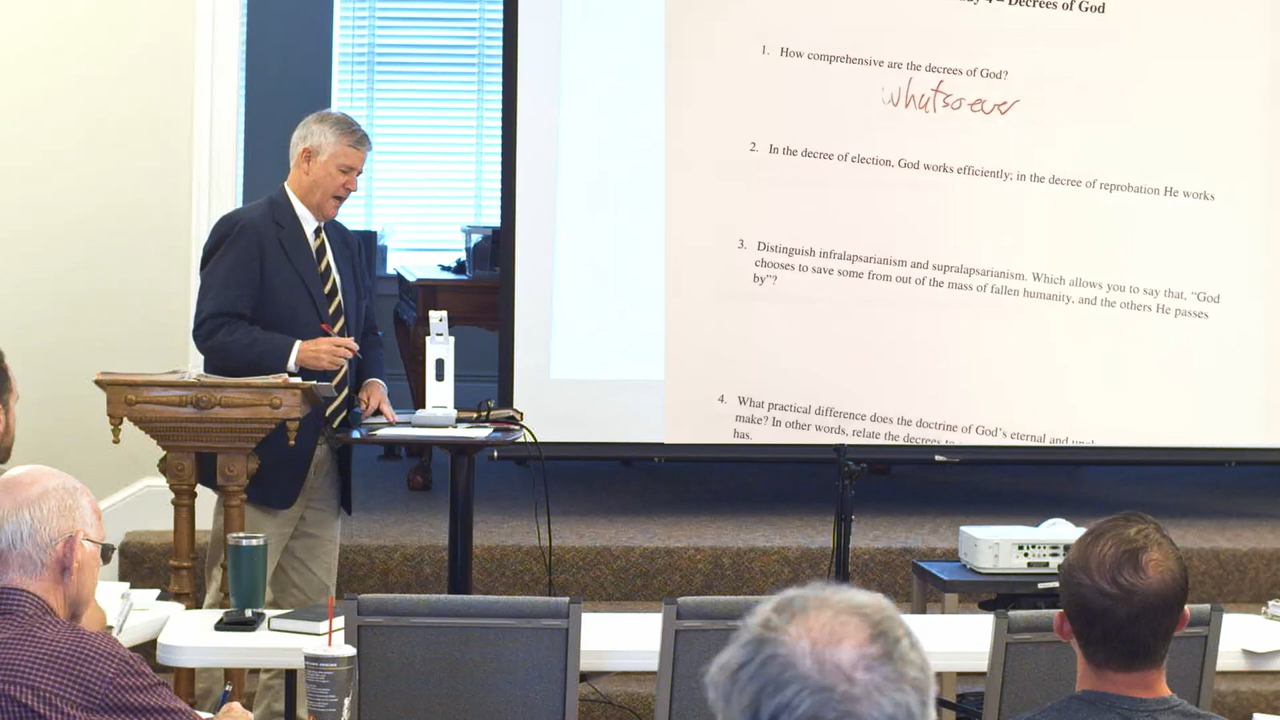 – Decrees of God
1. How comprehensive are the decrees of God?
whatsoever
2. In the decree of election, God works efficiently; in the decree of reprobation He works
3. Distinguish infralapsarianism and supralapsarianism. Which allows you to say that, “God
chooses to save some from out of the mass of fallen humanity, and the others He passes
by”?
4. What practical difference does the doctrine of God’s eternal and
make? In other words, relate the decrees
has.